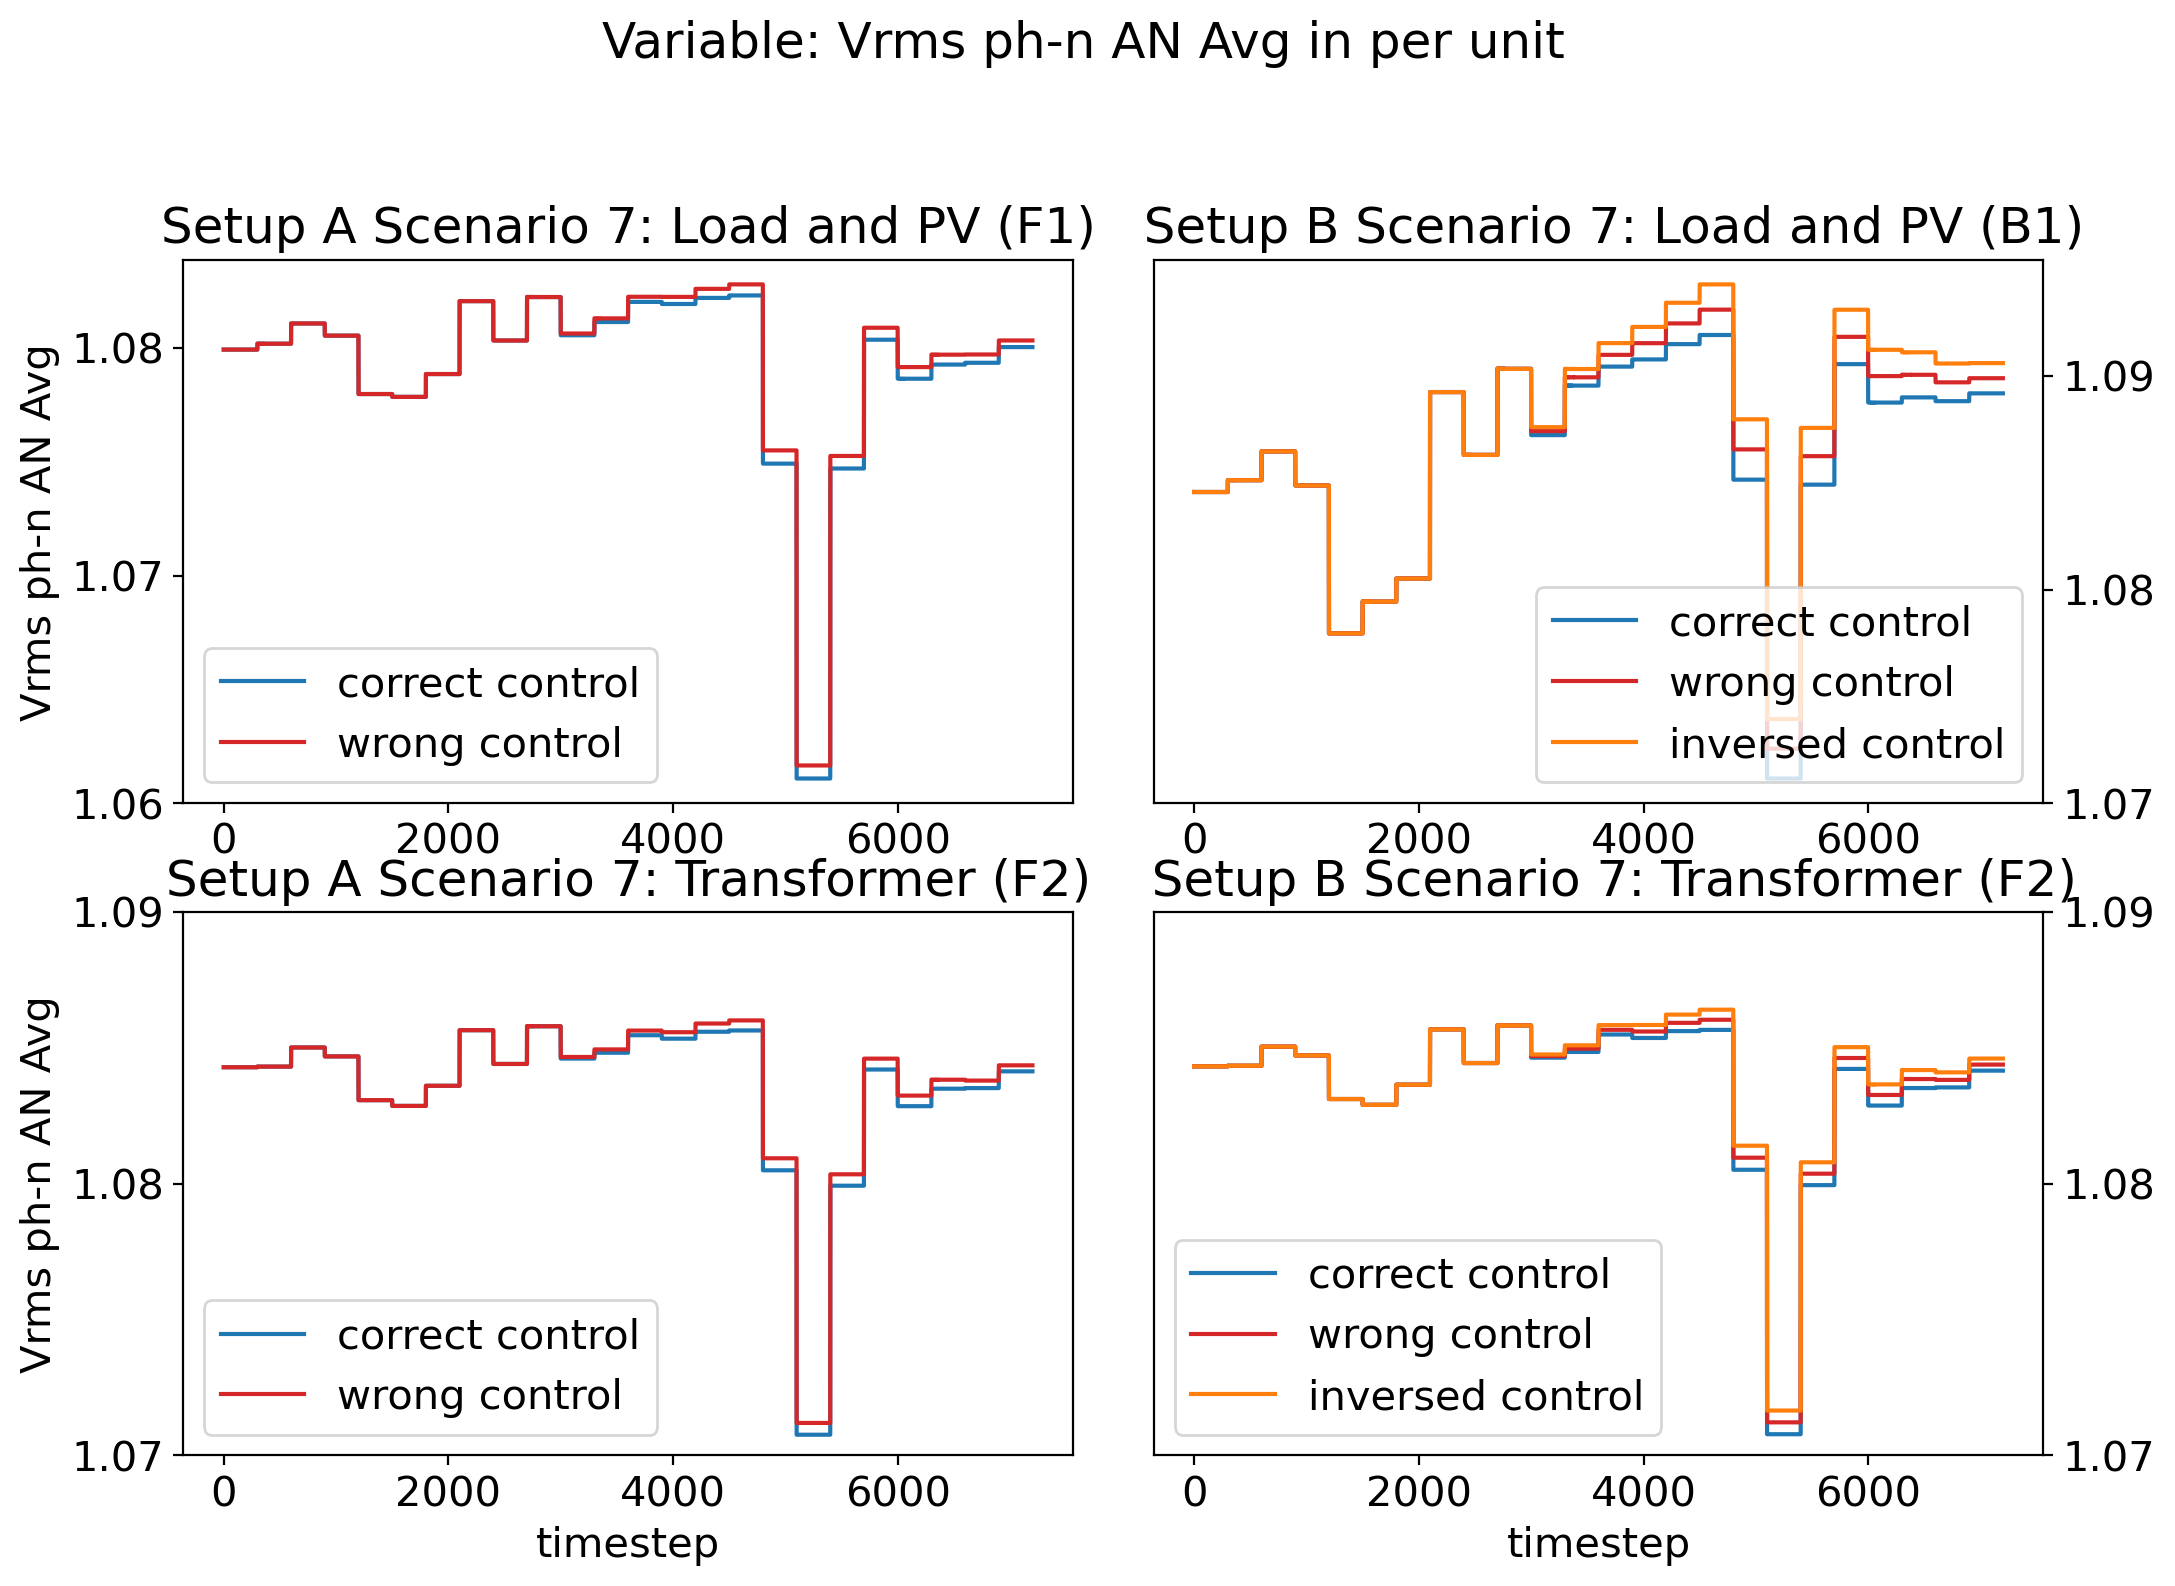 Variable: Vrms ph-n AN Avg in per unit
Setup A Scenario 7: Load and PV (F1)
Vrms ph-n AN Avg
1.08
1.07
1.06
correct control
wrong control
0 2000 4000 6000
Setup B Scenario 7: Load and PV (B1)
1.09
1.08
1.07
correct control
wrong control
inversed control
0 2000 4000 6000
Setup A Scenario 7: Transformer (F2)
Vrms ph-n AN Avg
1.09
1.08
1.07
correct control
wrong control
0 2000 4000 6000
timestep
Setup B Scenario 7: Transformer (F2)
1.09
1.08
1.07
correct control
wrong control
inversed control
0 2000 4000 6000
timestep